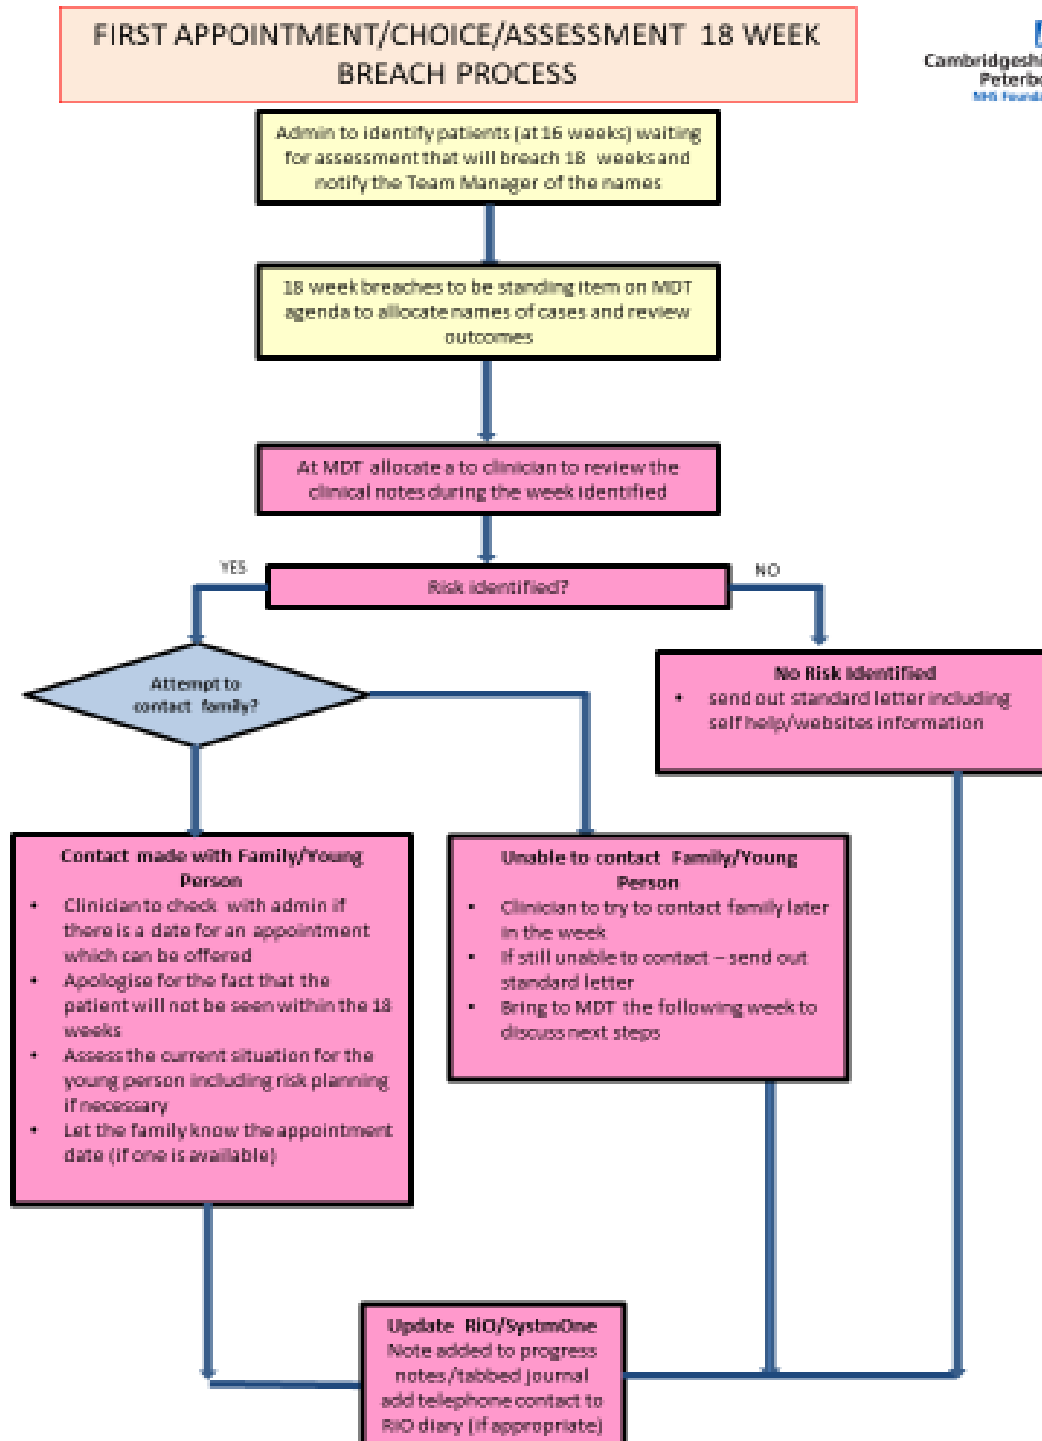 FIRST APPOINTMENT/CHOICE/ASSESSMENT 18 WEEK
BREACH PROCESS
Cambridgeshi
Peterbo
NHS Founda
Admin to identify patients (at 16 weeks) waiting
for assessment that will breach 18 weeks and
notify the Team Manager of the names
18 week breaches to be standing item on MDT
agenda to allocate names of cases and review
outcomes
At MDT allocate a to clinician to review the
clinical notes during the week identified
YES
Risk identified?
NO
Attempt to
contact family?
No Risk Identified
• send out standard letter including
self help/websites information
Contact made with Family/Young
Person
• Clinician to check with admin if
there is a date for an appointment
which can be offered
• Apologise for the fact that the
patient will not be seen within the 18
weeks
• Assess the current situation for the
young person including risk planning
if necessary
• Let the family know the appointment
date (if one is available)
Unable to contact Family/Young
Person
• Clinician to try to contact family later
in the week
• If still unable to contact – send out
standard letter
• Bring to MDT the following week to
discuss next steps
Update RiO/SystmOne
Note added to progress
notes/tabbed journal
add telephone contact to
RiO diary (if appropriate)